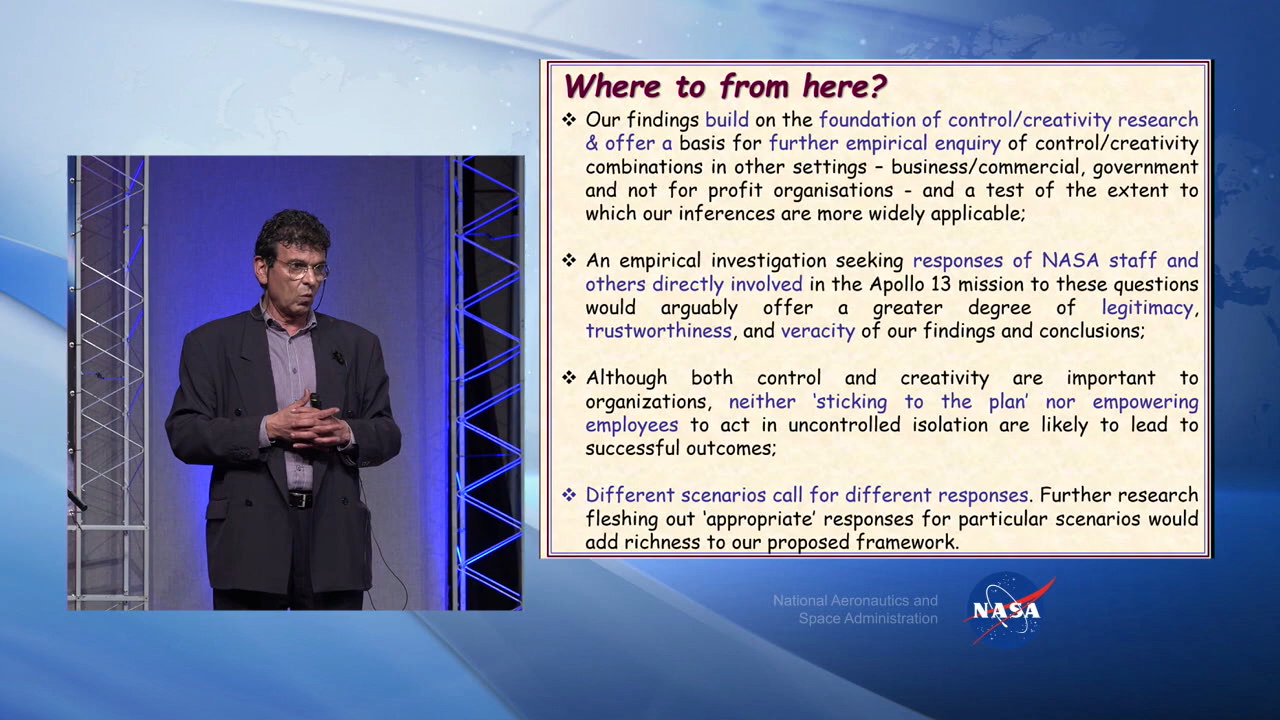 Where to from here?
❖ Our findings build on the foundation of control/creativity research
& offer a basis for further empirical enquiry of control/creativity
combinations in other settings – business/commercial, government
and not for profit organisations - and a test of the extent to
which our inferences are more widely applicable;
❖ An empirical investigation seeking responses of NASA staff and
others directly involved in the Apollo 13 mission to these questions
would arguably offer a greater degree of legitimacy,
trustworthiness, and veracity of our findings and conclusions;
❖ Although both control and creativity are important to
organizations, neither ‘sticking to the plan’ nor empowering
employees to act in uncontrolled isolation are likely to lead to
successful outcomes;
❖ Different scenarios call for different responses. Further research
fleshing out ‘appropriate’ responses for particular scenarios would
add richness to our proposed framework.
National Aeronautics and
Space Administration
NASA